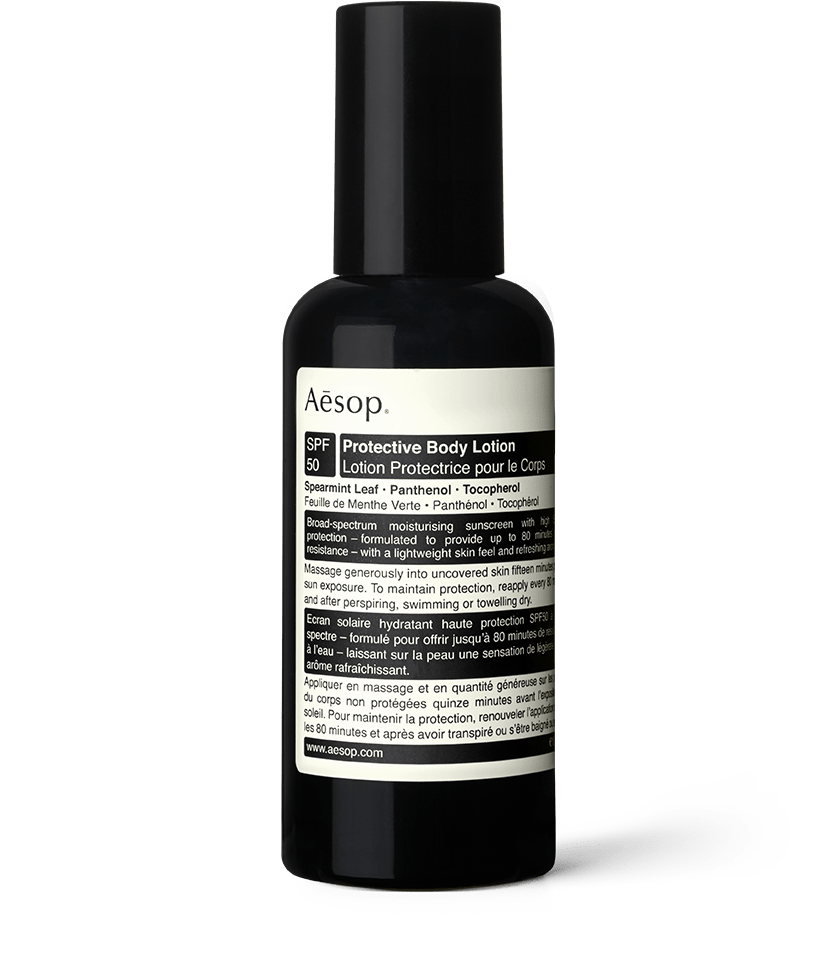 Aēsop®
SPF
50
Protective Body Lotion
Lotion Protectrice pour le Corps
Spearmint Leaf · Panthenol · Tocopherol
Feuille de Menthe Verte · Panthénol · Tocophérol
Broad-spectrum moisturising sunscreen with high
protection – formulated to provide up to 80 minutes
resistance – with a lightweight skin feel and refreshing
Massage generously into uncovered skin fifteen minutes
sun exposure. To maintain protection, reapply every 80
and after perspiring, swimming or towelling dry.
Ecran solaire hydratant haute protection SPF50
spectre – formulé pour offrir jusqu'à 80 minutes de
à l'eau – laissant sur la peau une sensation de
arôme rafraîchissant.
Appliquer en massage et en quantité généreuse sur
du corps non protégées quinze minutes avant
soleil. Pour maintenir la protection, renouveler
les 80 minutes et après avoir transpiré ou s'être baigné
www.aesop.com